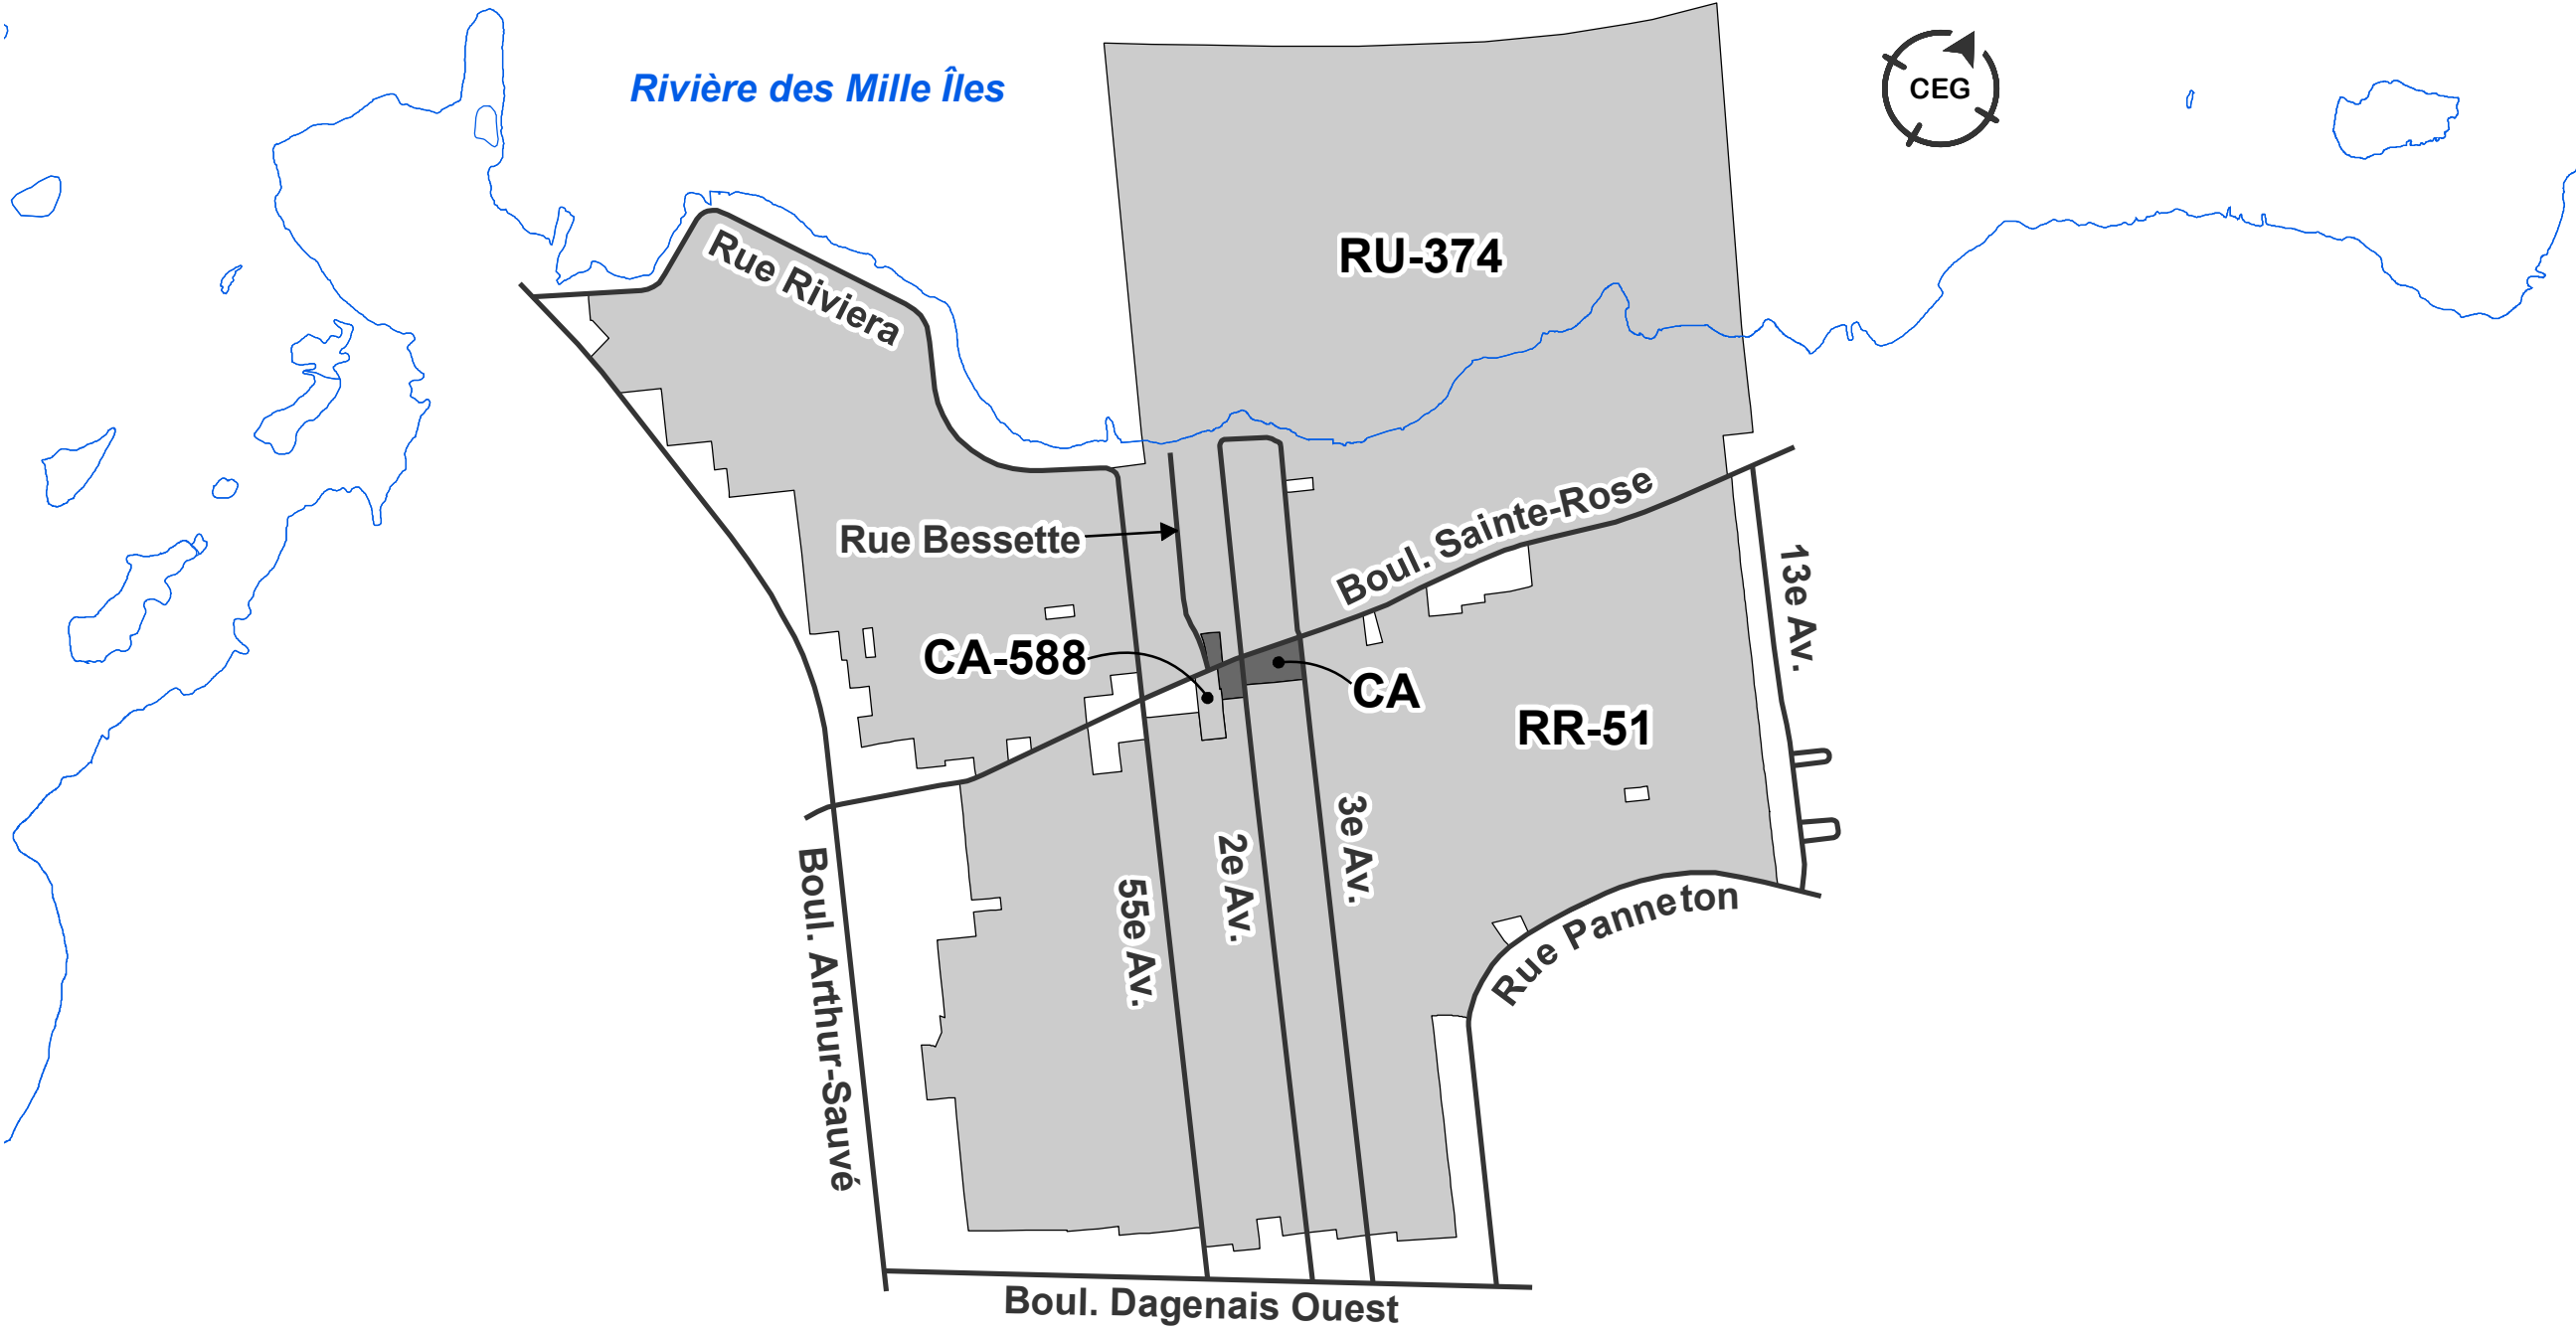 Rivière des Mille Îles
CEG
RU-374
Rue Riviera
Rue Bessette
Boul. Sainte-Rose
13e Av.
CA-588
CA
RR-51
3e Av.
2e Av.
55e Av.
Boul. Arthur-Sauvé
Rue Panneton
Boul. Dagenais Ouest